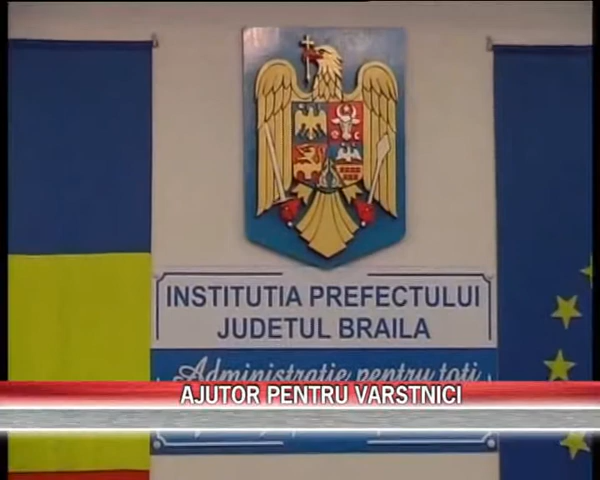 INSTITUTIA PREFECTULUI
JUDETUL BRAILA
Administratie pentru toti
AJUTOR PENTRU VARSTNICI